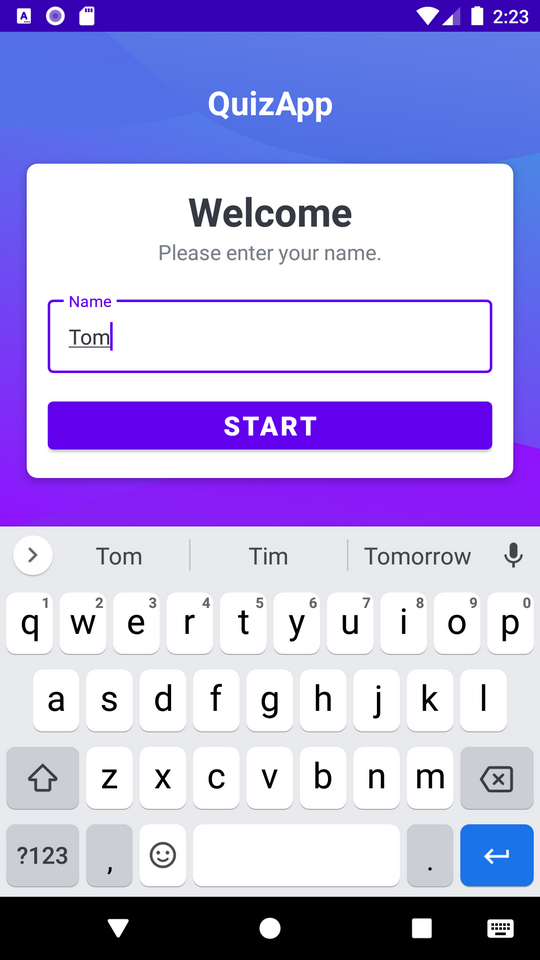 2:23
QuizApp
Welcome
Please enter your name.
Name
Tom
START
Tom Tim Tomorrow
q1 w2 e3 r4 t5 y6 u7 i8 o9 p0
a s d f g h j k l
z x c v b n m
?123 , .